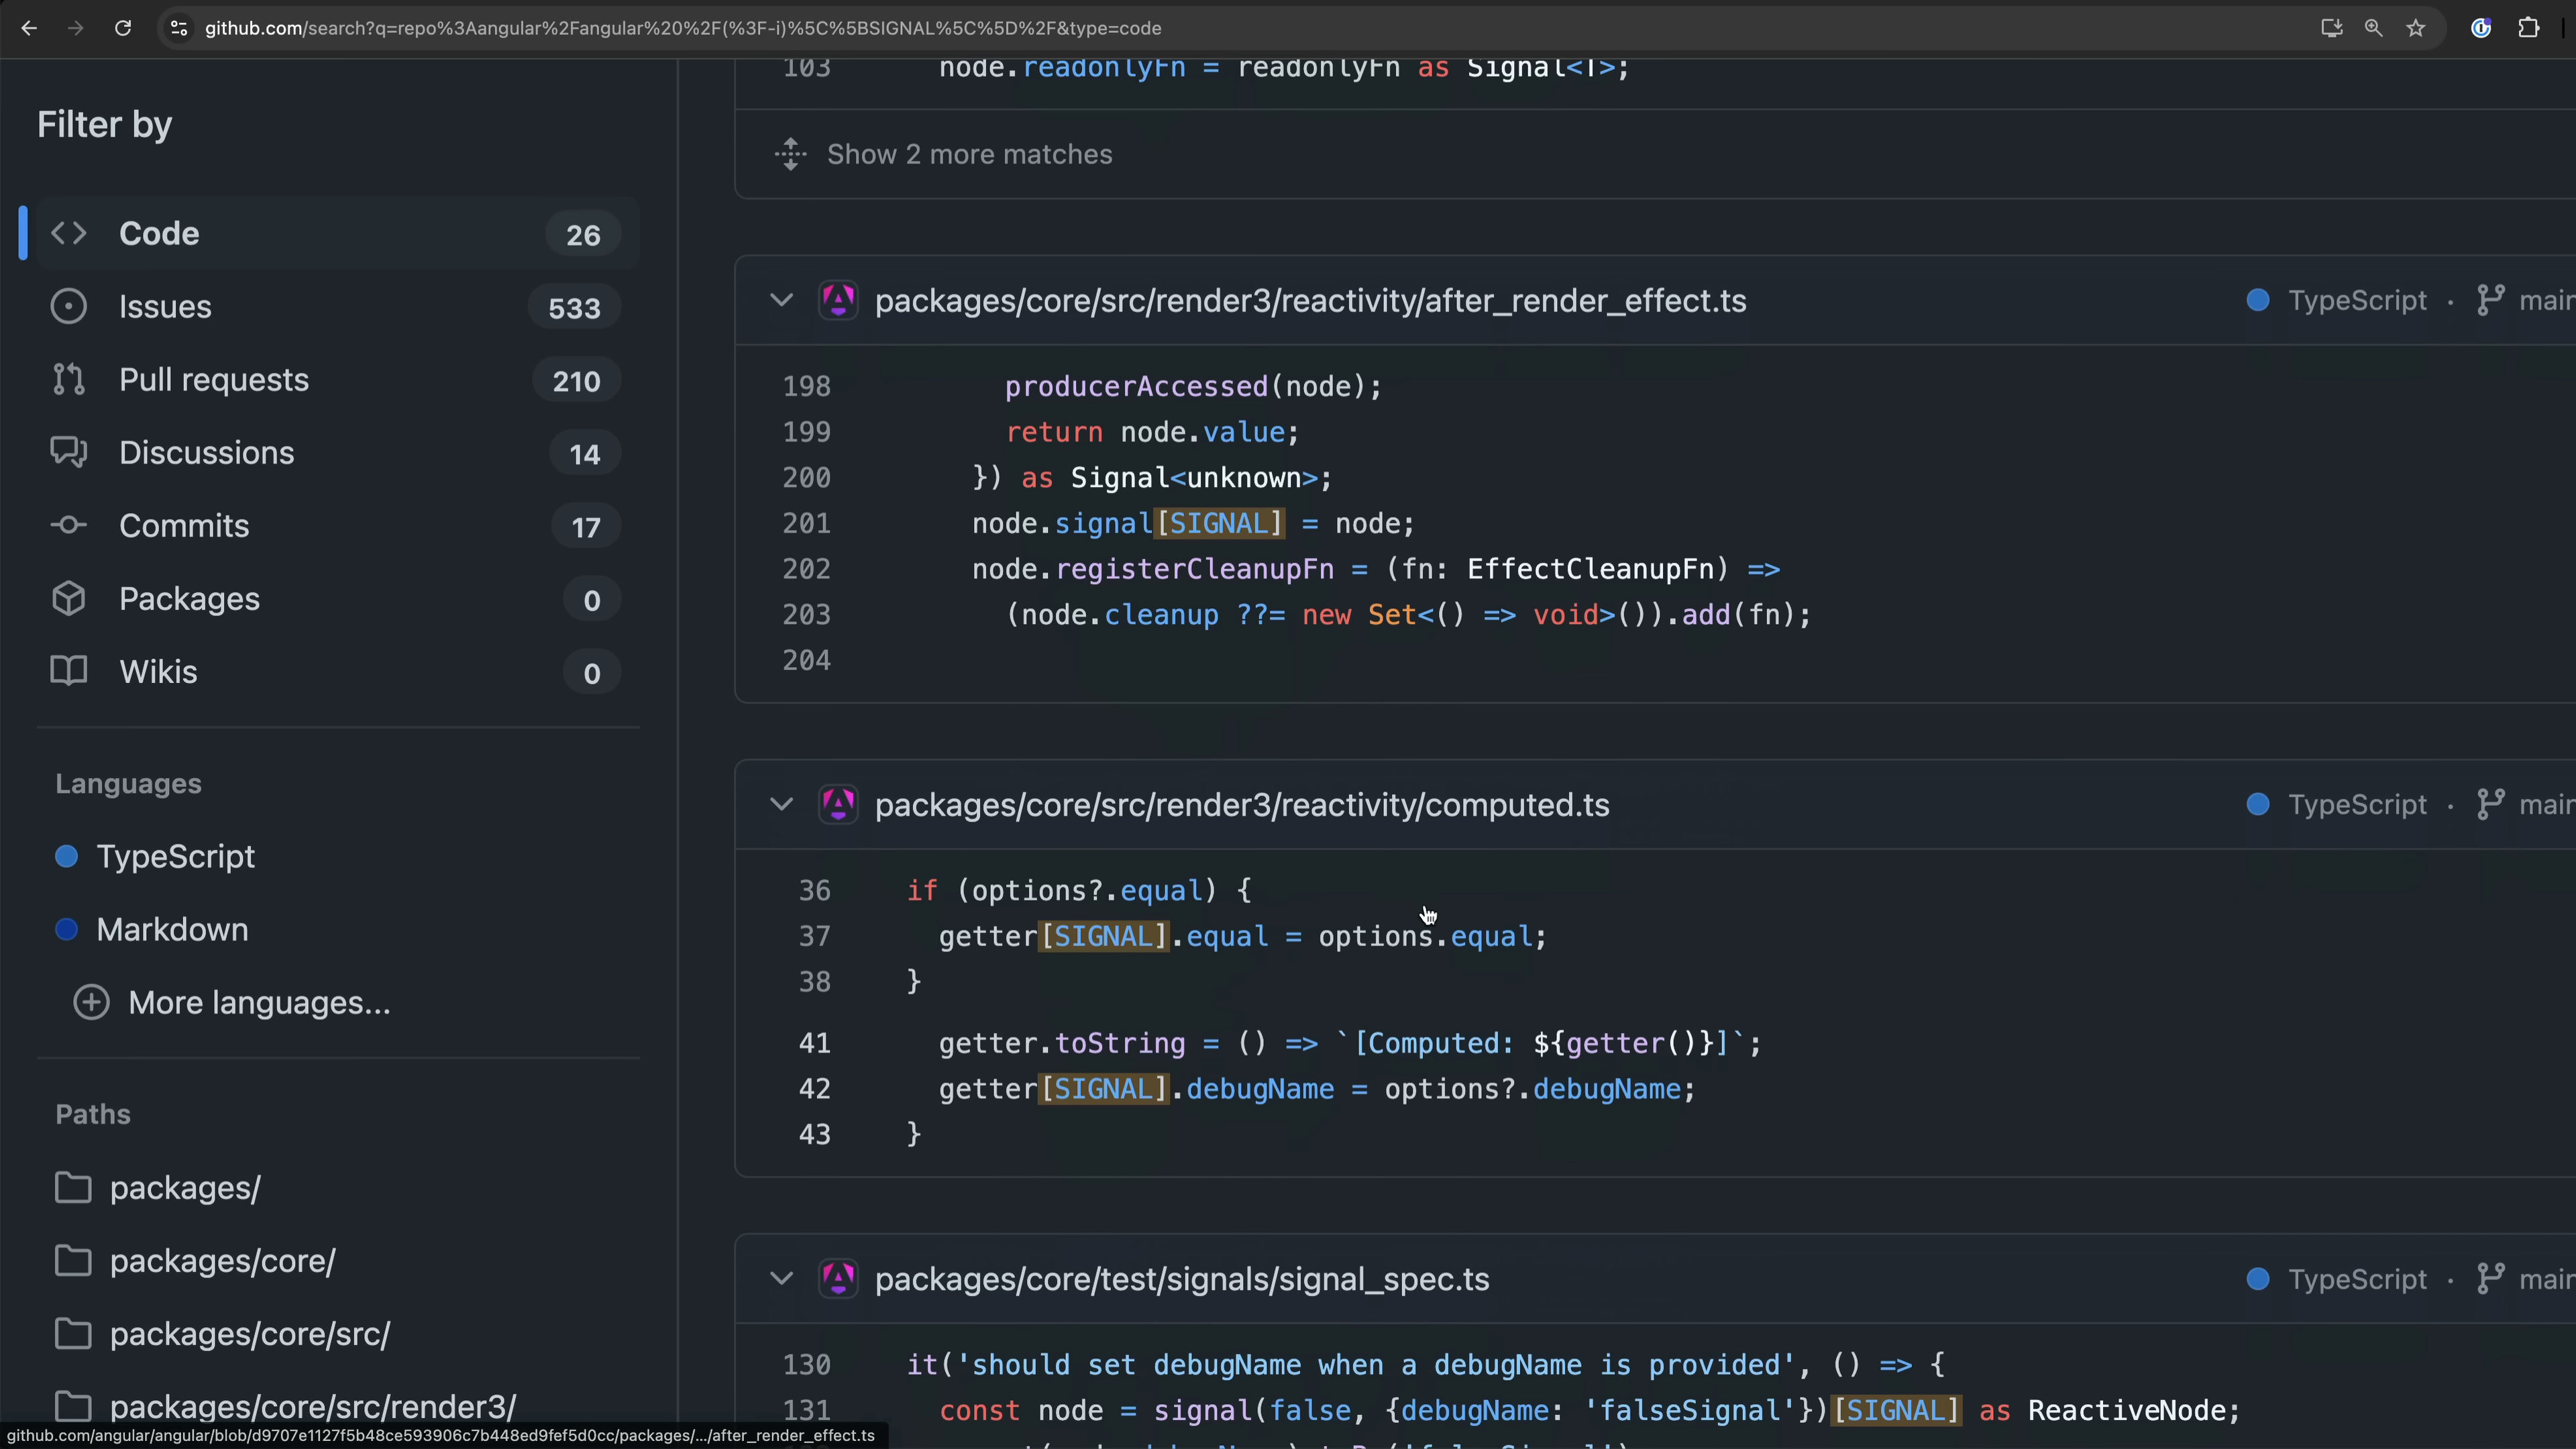 github.com/search?q=repo%3Aangular%2Fangular%20%2F(%3F-i)%5C%5BSIGNAL%5C%5D%2F&type=code
Filter by
Code 26
Issues 533
Pull requests 210
Discussions 14
Commits 17
Packages 0
Wikis 0
Languages
TypeScript
Markdown
More languages...
Paths
packages/
packages/core/
packages/core/src/
packages/core/src/render3/
103 node.readonlyFn = readonlyFn as Signal<T>;
Show 2 more matches
packages/core/src/render3/reactivity/after_render_effect.ts TypeScript · main
198 producerAccessed(node);
199 return node.value;
200 }) as Signal<unknown>;
201 node.signal[SIGNAL] = node;
202 node.registerCleanupFn = (fn: EffectCleanupFn) =>
203 (node.cleanup ??= new Set<() => void>()).add(fn);
204
packages/core/src/render3/reactivity/computed.ts TypeScript · main
36 if (options?.equal) {
37 getter[SIGNAL].equal = options.equal;
38 }
41 getter.toString = () => `[Computed: ${getter()}]`;
42 getter[SIGNAL].debugName = options?.debugName;
43 }
packages/core/test/signals/signal_spec.ts TypeScript · main
130 it('should set debugName when a debugName is provided', () => {
131 const node = signal(false, {debugName: 'falseSignal'})[SIGNAL] as ReactiveNode;
github.com/angular/angular/blob/d9707e1127f5b48ce593906c7b448ed9fef5d0cc/packages/.../after_render_effect.ts